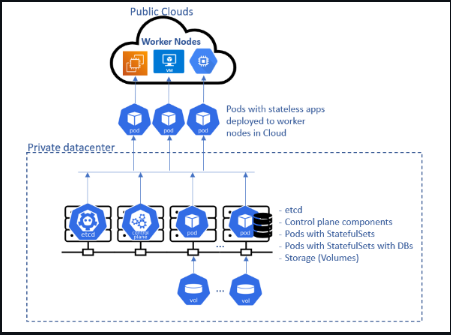 Public Clouds
Worker Nodes
VM
pod
pod
pod
Pods with stateless apps
deployed to worker
nodes in Cloud
Private datacenter
etcd
pod
pod
...
- etcd
- Control plane components
- Pods with StatefulSets
- Pods with StatefulSets with DBs
- Storage (Volumes)
...
vol
...
vol